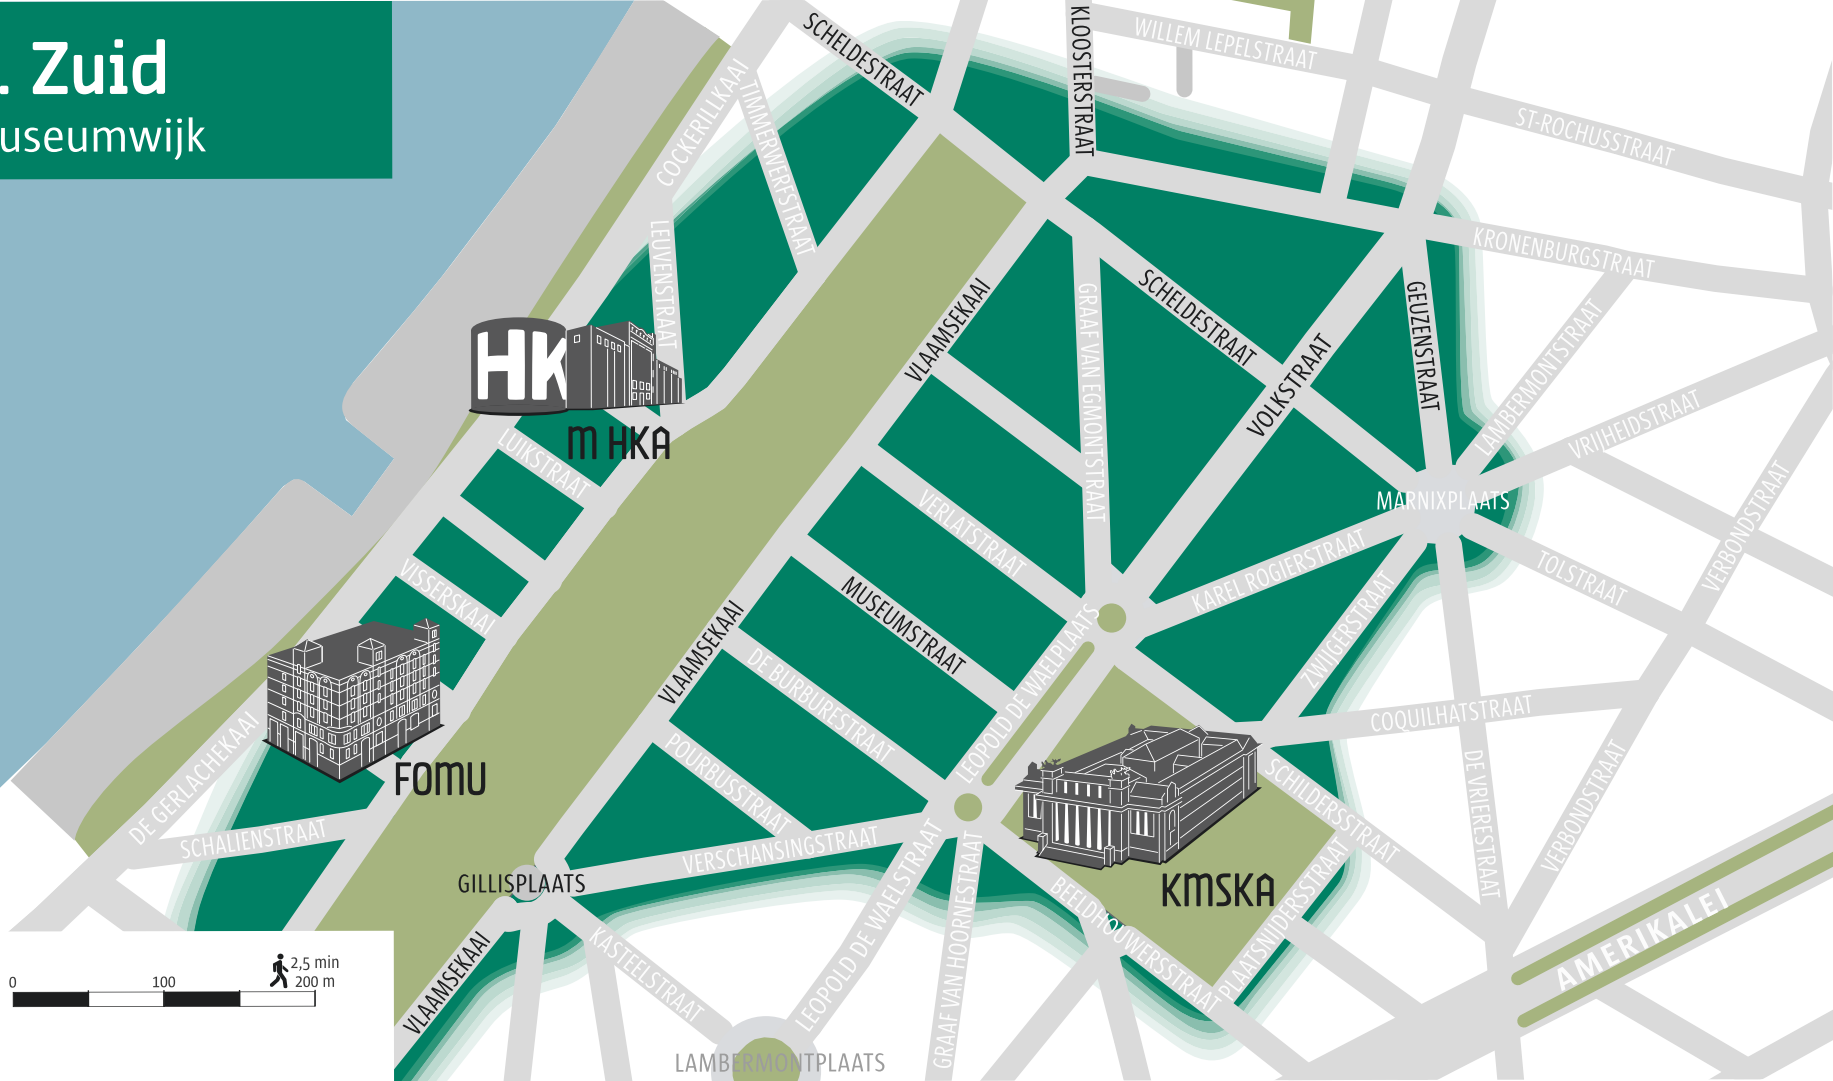 . Zuid
useumwijk
SCHELDESTRAAT
KLOOSTERSTRAAT
WILLEM LEPELSTRAAT
ST-ROCHUSSTRAAT
COCKERILLKAAI
TIMMERWERFSTRAAT
LEUVENSTRAAT
KRONENBURGSTRAAT
VLAAMSEKAAI
GRAAF VAN EGMONTSTRAAT
SCHELDESTRAAT
VOLKSTRAAT
GEUZENSTRAAT
LAMBERMONTSTRAAT
VRIJHEIDSTRAAT
HK
M HKA
LUIKSTRAAT
VISSERSKAAI
VERLATSTRAAT
MARNIXPLAATS
KAREL ROGIERSTRAAT
TOLSTRAAT
VERBONDSTRAAT
MUSEUMSTRAAT
ZWIJGERSTRAAT
VLAAMSEKAAI
DE BURBURESTRAAT
LEOPOLD DE WAELPLAATS
COQUILHATSTRAAT
POURBUSSTRAAT
FOMU
DE GERLACHEKAAI
SCHALIENSTRAAT
VERSCHANSINGSTRAAT
SCHILDERSSTRAAT
DE VRIERESTRAAT
VERBONDSTRAAT
GILLISPLAATS
KMSKA
BEELDHOUWERSSTRAAT
PLAATSNIJDERSSTRAAT
AMERIKALEI
VLAAMSEKAAI
KASTEELSTRAAT
LEOPOLD DE WAELSTRAAT
GRAAF VAN HOORNESTRAAT
LAMBERMONTPLAATS
2,5 min
0 100 200 m